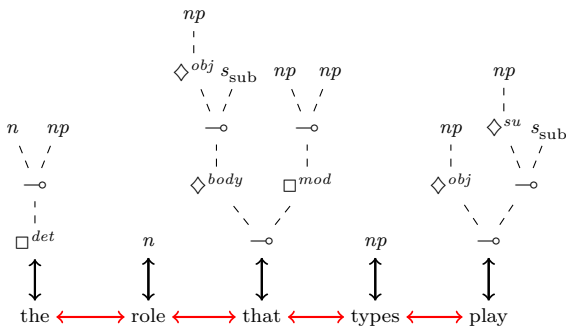 np
◇obj s_sub np np np
n np ⊸ ⊸ np ◇su s_sub
⊸ ◇body □mod ◇obj ⊸
□det n ⊸ np ⊸
the role that types play